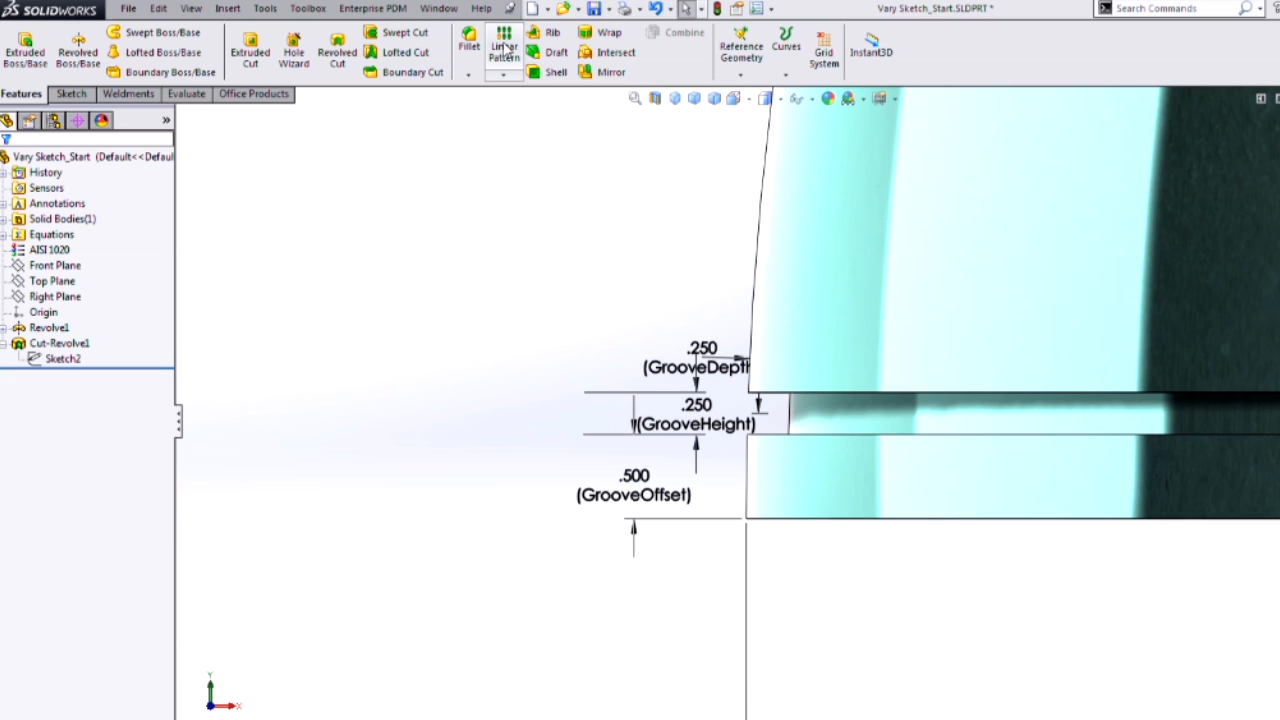 SOLIDWORKS File Edit View Insert Tools Toolbox Enterprise PDM Window Help Vary Sketch_Start.SLDPRT * Search Commands
Extruded Boss/Base
Revolved Boss/Base
Swept Boss/Base
Lofted Boss/Base
Boundary Boss/Base
Extruded Cut
Hole Wizard
Revolved Cut
Swept Cut
Lofted Cut
Boundary Cut
Fillet
Linear Pattern
Rib
Draft
Shell
Wrap
Intersect
Mirror
Combine
Reference Geometry
Curves
Grid System
Instant3D
Features Sketch Weldments Evaluate Office Products
Vary Sketch_Start (Default<<Defaul
History
Sensors
Annotations
Solid Bodies(1)
Equations
AISI 1020
Front Plane
Top Plane
Right Plane
Origin
Revolve1
Cut-Revolve1
Sketch2
.250
(GrooveDepth
.250
(GrooveHeight)
.500
(GrooveOffset)
Y
X